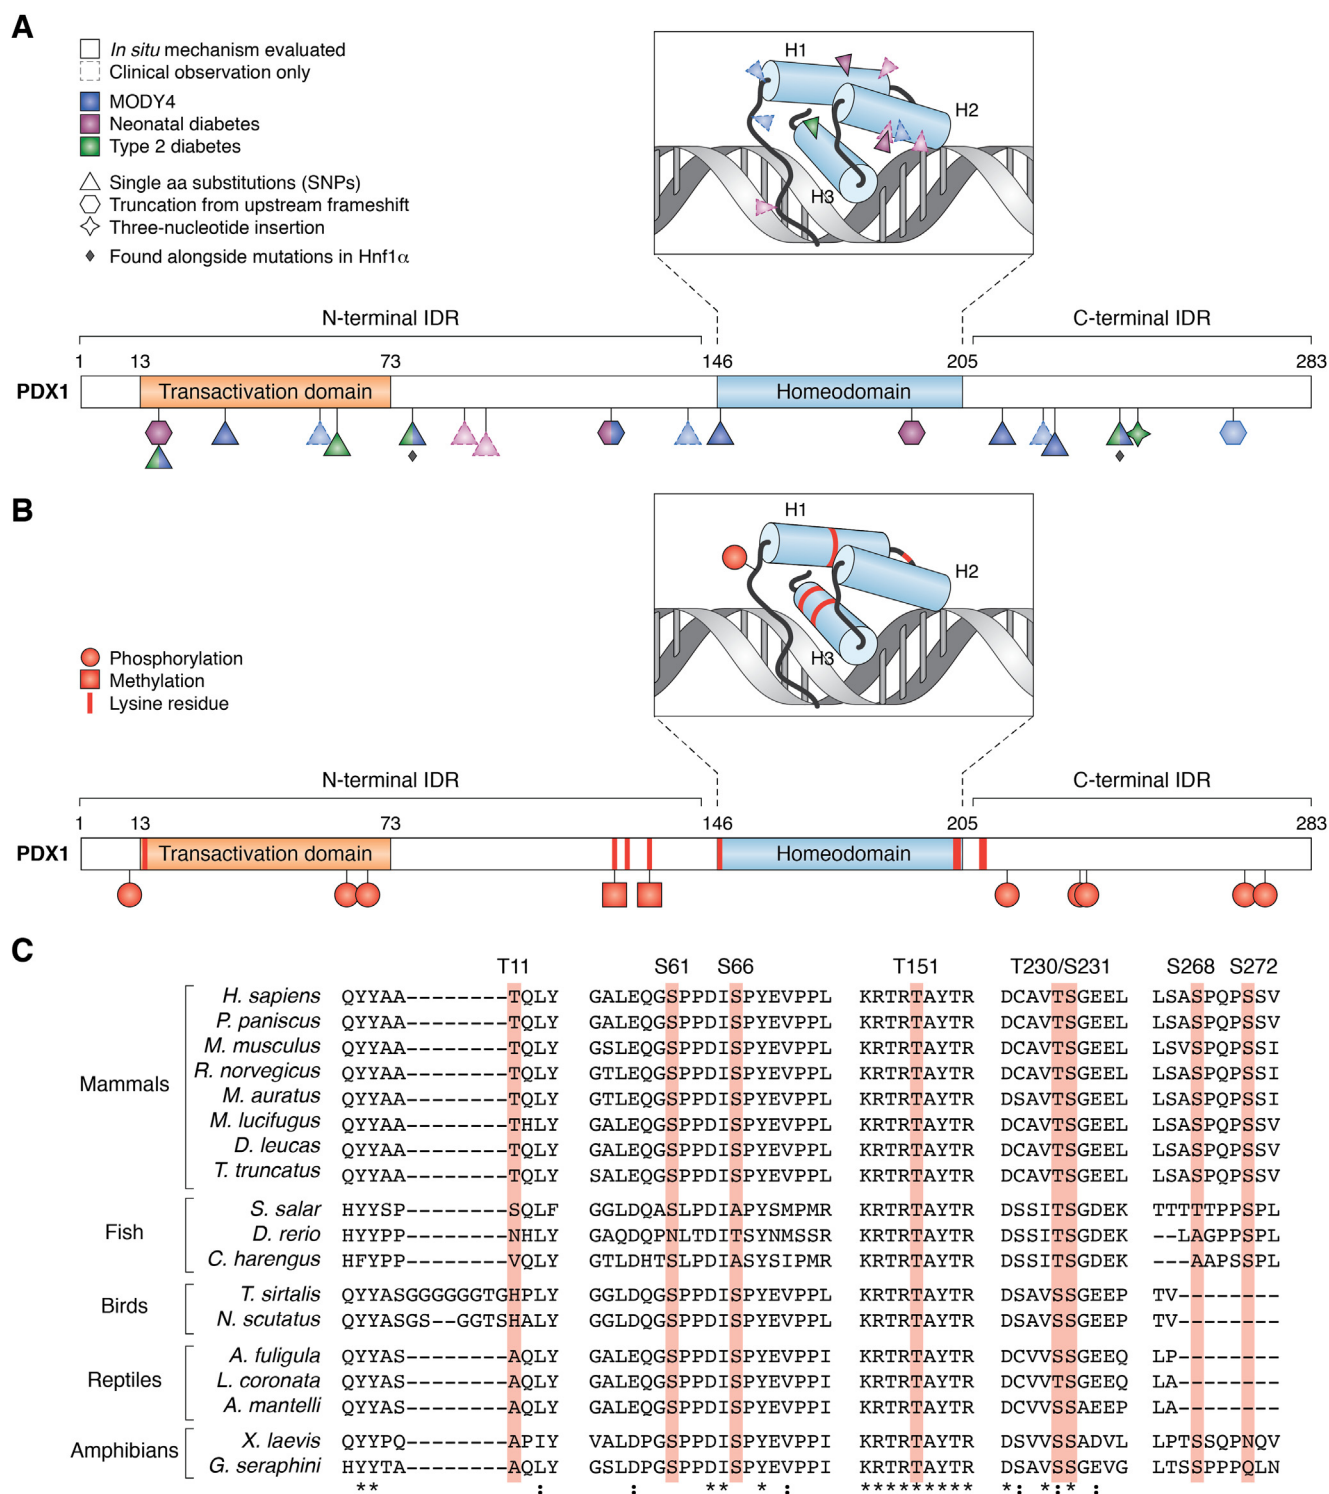 A
In situ mechanism evaluated
Clinical observation only
MODY4
Neonatal diabetes
Type 2 diabetes
Single aa substitutions (SNPs)
Truncation from upstream frameshift
Three-nucleotide insertion
Found alongside mutations in Hnf1α
H1
H2
H3
N-terminal IDR
C-terminal IDR
1 13 73 146 205 283
PDX1 Transactivation domain Homeodomain
B
H1
H2
H3
Phosphorylation
Methylation
Lysine residue
N-terminal IDR
C-terminal IDR
1 13 73 146 205 283
PDX1 Transactivation domain Homeodomain
C
T11 S61 S66 T151 T230/S231 S268 S272
Mammals
H. sapiens QYYAA--------TQLY GALEQGSPPDISPYEVPPL KRTRTAYTR DCAVTSGEEL LSASPQPSSV
P. paniscus QYYAA--------TQLY GALEQGSPPDISPYEVPPL KRTRTAYTR DCAVTSGEEL LSASPQPSSV
M. musculus QYYAA--------TQLY GSLEQGSPPDISPYEVPPL KRTRTAYTR DCAVTSGEEL LSVSPQPSSI
R. norvegicus QYYAA--------TQLY GTLEQGSPPDISPYEVPPL KRTRTAYTR DCAVTSGEEL LSASPQPSSI
M. auratus QYYAA--------TQLY GTLEQGSPPDISPYEVPPL KRTRTAYTR DSAVTSGEEL LSASPQPSSI
M. lucifugus QYYAA--------THLY GALEQGSPPDISPYEVPPL KRTRTAYTR DCAVTSGEEL LSASPQPSSV
D. leucas QYYAA--------TQLY GALEQGSPPDISPYEVPPL KRTRTAYTR DCAVTSGEEL LSASPQPSSV
T. truncatus QYYAA--------TQLY SALEQGSPPDISPYEVPPL KRTRTAYTR DCAVTSGEEL LSASPQPSSV
Fish
S. salar HYYSP--------SQLF GGLDQASLPDIAPYSMPMR KRTRTAYTR DSSITSGDEK TTTTTPPSPL
D. rerio HYYPP--------NHLY GAQDQPNLTDITSYNMSSR KRTRTAYTR DSSITSGDEK --LAGPPSPL
C. harengus HFYPP--------VQLY GTLDHTSLPDIASYSIPMR KRTRTAYTR DSSITSGDEK ---AAPSSPL
Birds
T. sirtalis QYYASGGGGGGTGHPLY GGLDQGSPPDISPYEVPPL KRTRTAYTR DSAVSSGEEP TV--------
N. scutatus QYYASGS--GGTSHALY GGLDQGSPPDISPYEVPPL KRTRTAYTR DSAVSSGEEP TV--------
Reptiles
A. fuligula QYYAS--------AQLY GALEQGSPPDISPYEVPPI KRTRTAYTR DCVVSSGEEQ LP--------
L. coronata QYYAS--------AQLY GALEQGSPPDISPYEVPPI KRTRTAYTR DCVVTSGEEQ LA--------
A. mantelli QYYAS--------AQLY GALEQGSPPDISPYEVPPI KRTRTAYTR DCVVSSAEEP LA--------
Amphibians
X. laevis QYYPQ--------APIY VALDPGSPPDISPYEVPPI KRTRTAYTR DSVVSSADVL LPTSSQPNQV
G. seraphini HYYTA--------AQLY GSLDPGSPPDISPYEVPPI KRTRTAYTR DSAVSSGEVG LTSSPPPQLN
** : : ** * : ********* *: *:* :